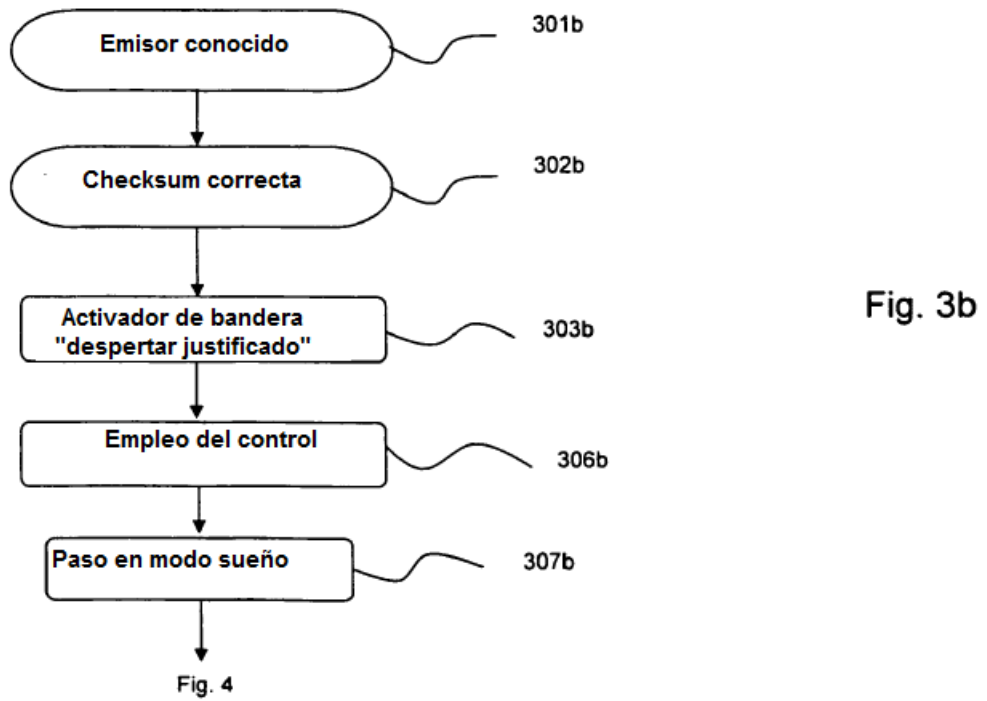 Emisor conocido
301b
Checksum correcta
302b
Activador de bandera
"despertar justificado"
303b
Fig. 3b
Empleo del control
306b
Paso en modo sueño
307b
Fig. 4